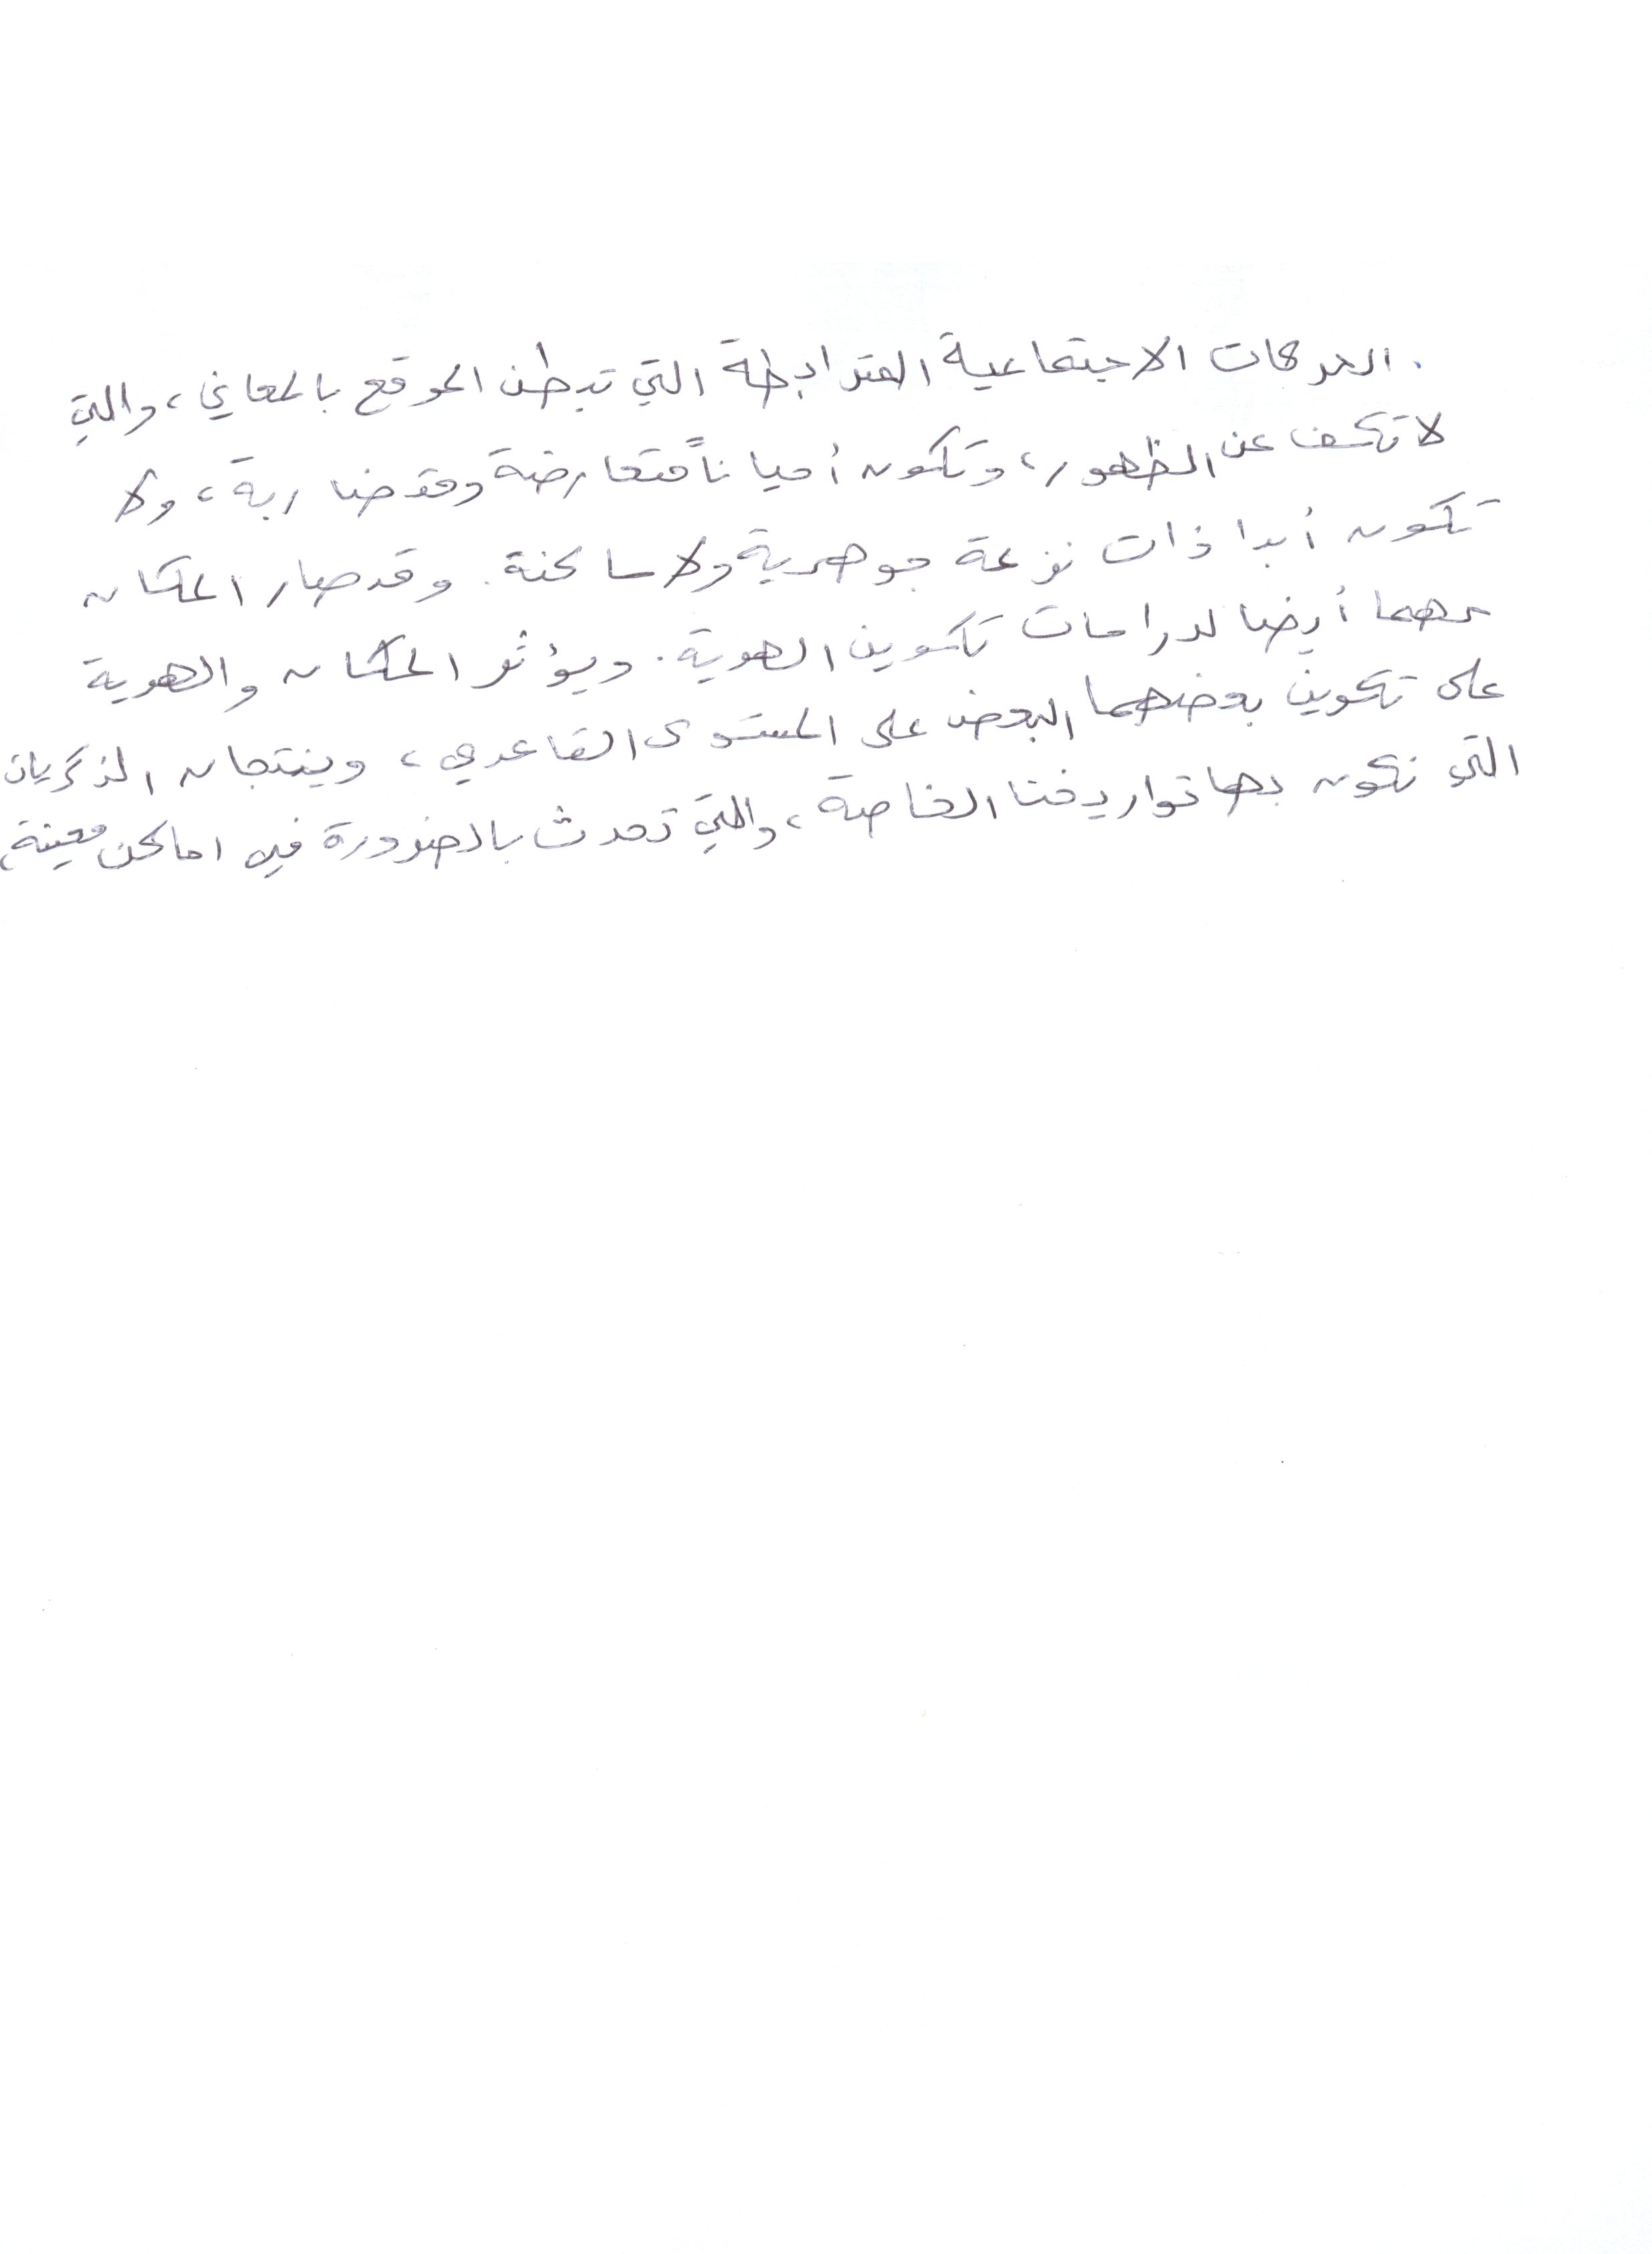 . الحركات الاجتماعية المترابطة التي تبطن الموقع بالمعاني، والتي
لا تكف عن الظهور، وتكون أحياناً متعارضة ومتضاربة، ولا
تكون أبدا ذات نزعة جوهرية ولا ساكنة. وقد صار المكان
مهما أيضا لدراسات تكوين الهوية. ويؤثر المكان والهوية
على تكوين بعضهما البعض على المستوى القاعدي، وينتجان الذكريات
التي نكون بها تواريخنا الخاصة، والتي تحدث بالضرورة في اماكن معينة،